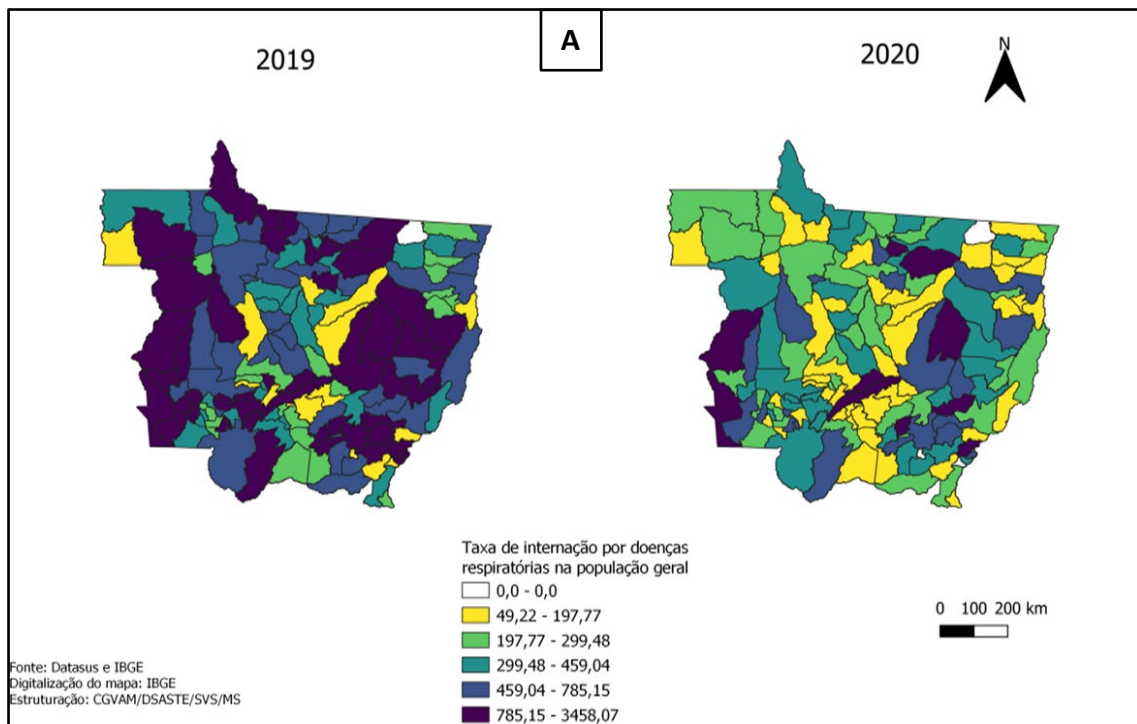 A
2019
2020
N
Taxa de internação por doenças
respiratórias na população geral
0,0 - 0,0
49,22 - 197,77
197,77 - 299,48
299,48 - 459,04
459,04 - 785,15
785,15 - 3458,07
0 100 200 km
Fonte: Datasus e IBGE
Digitalização do mapa: IBGE
Estruturação: CGVAM/DSASTE/SVS/MS